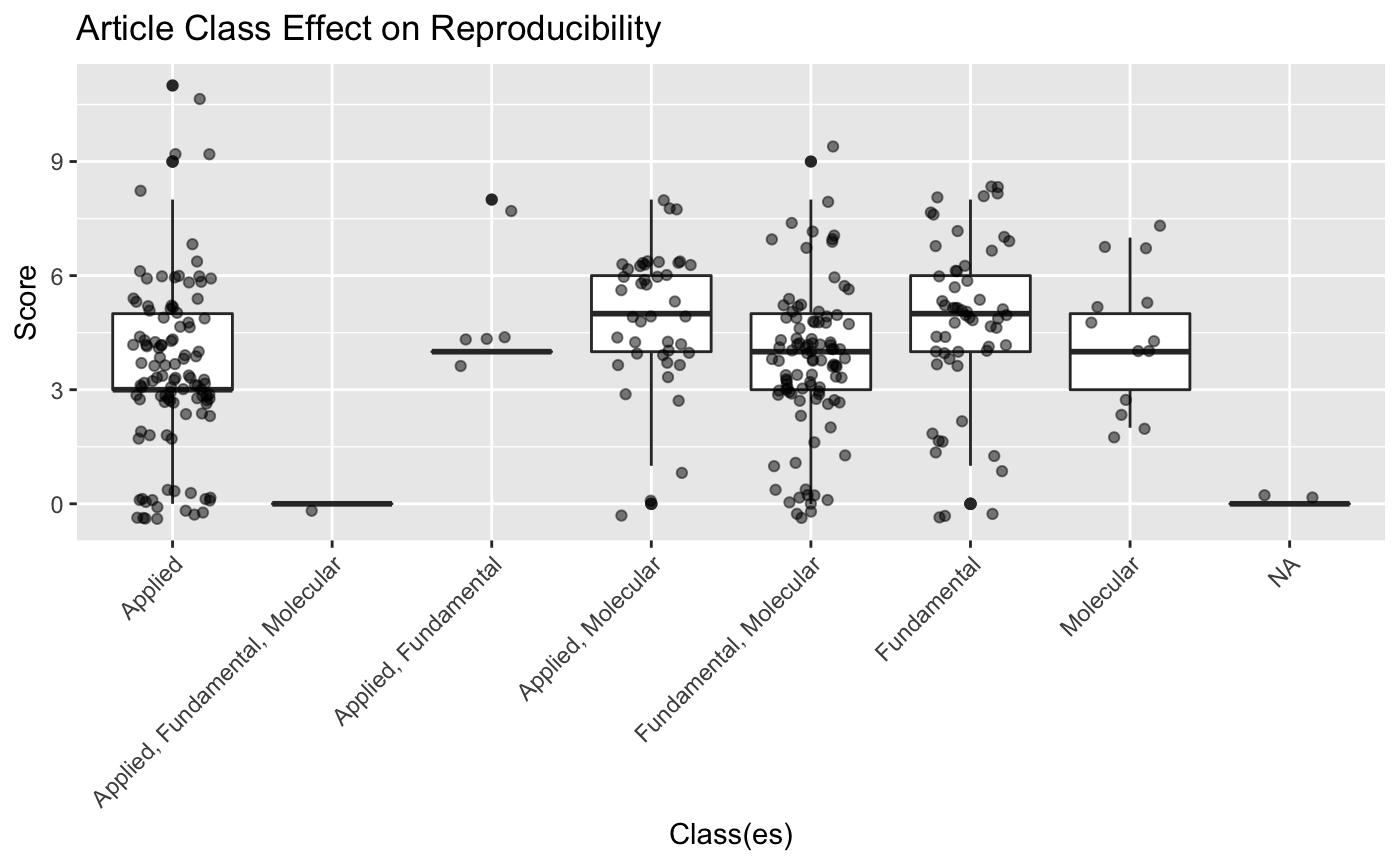 Article Class Effect on Reproducibility
Score
9
6
3
0
Applied
Applied, Fundamental, Molecular
Applied, Fundamental
Applied, Molecular
Fundamental, Molecular
Fundamental
Molecular
NA
Class(es)